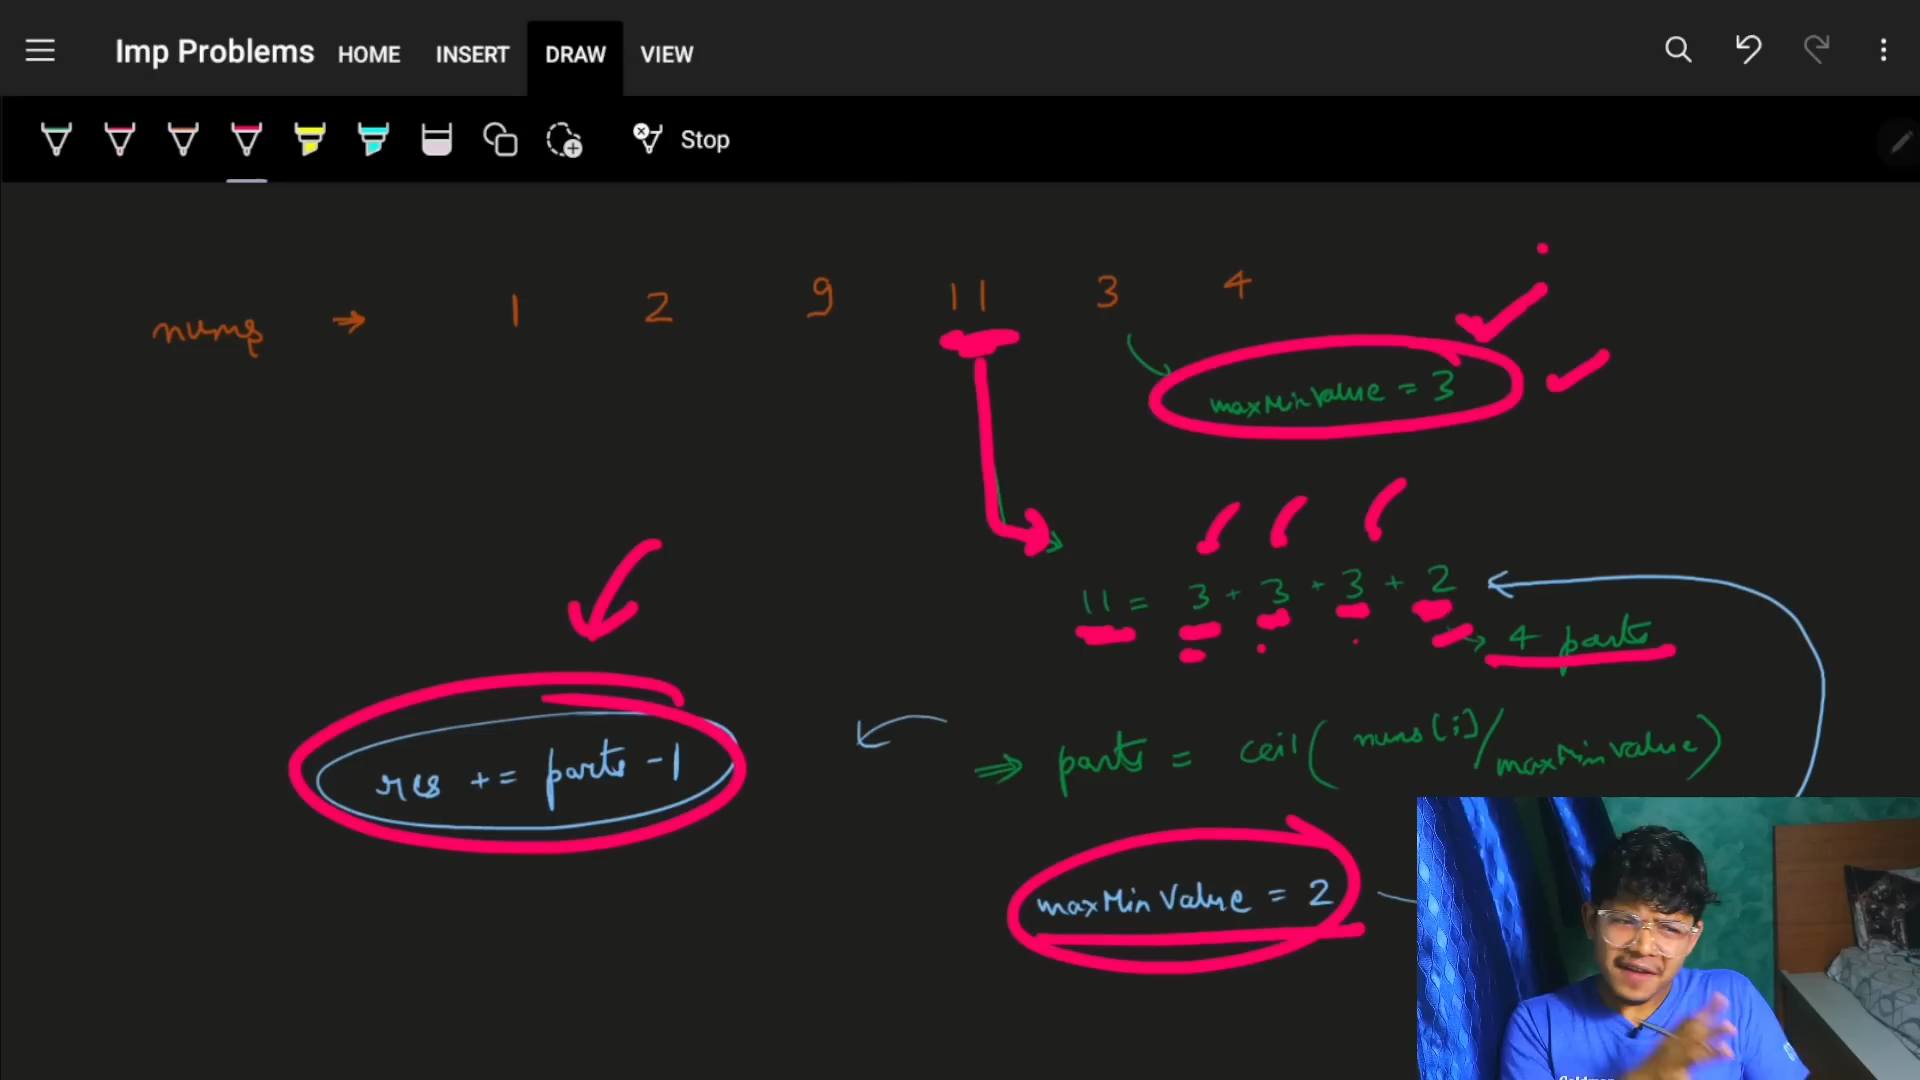 Imp Problems HOME INSERT DRAW VIEW
Stop
nums → 1 2 9 11 3 4
maxMinValue = 3
11 = 3 + 3 + 3 + 2
→ 4 parts
⇒ parts = ceil(nums[i]/maxMinValue)
res += parts -1
maxMinValue = 2